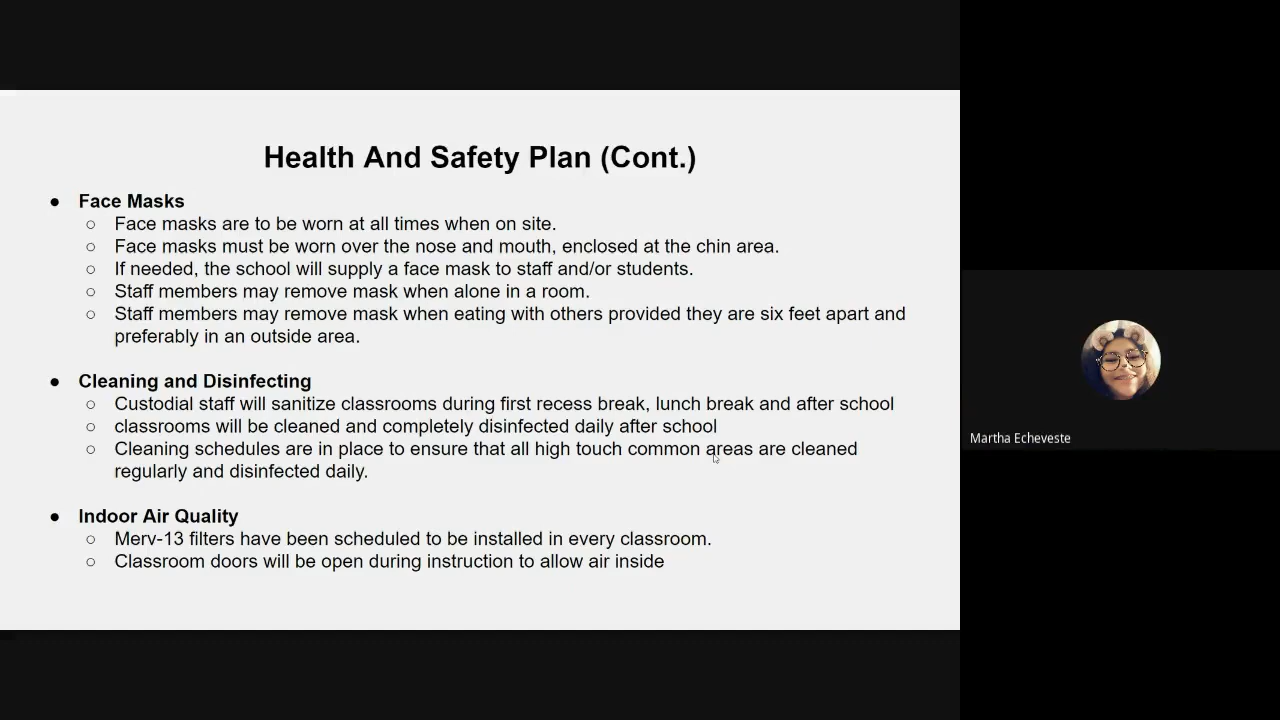 Health And Safety Plan (Cont.)
● Face Masks
○ Face masks are to be worn at all times when on site.
○ Face masks must be worn over the nose and mouth, enclosed at the chin area.
○ If needed, the school will supply a face mask to staff and/or students.
○ Staff members may remove mask when alone in a room.
○ Staff members may remove mask when eating with others provided they are six feet apart and
preferably in an outside area.
● Cleaning and Disinfecting
○ Custodial staff will sanitize classrooms during first recess break, lunch break and after school
○ classrooms will be cleaned and completely disinfected daily after school
○ Cleaning schedules are in place to ensure that all high touch common areas are cleaned
regularly and disinfected daily.
● Indoor Air Quality
○ Merv-13 filters have been scheduled to be installed in every classroom.
○ Classroom doors will be open during instruction to allow air inside
Martha Echeveste